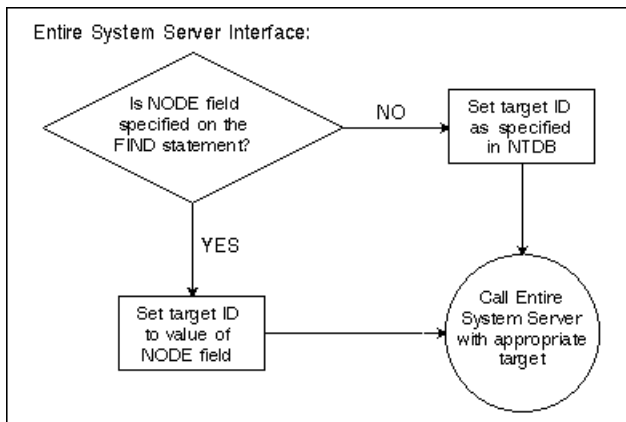 Entire System Server Interface:
Is NODE field
specified on the
FIND statement?
NO
Set target ID
as specified
in NTDB
YES
Set target ID
to value of
NODE field
Call Entire
System Server
with appropriate
target